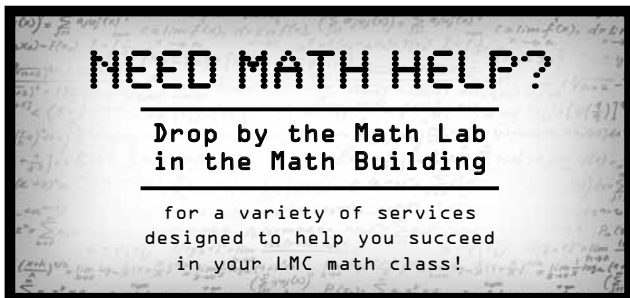 NEED MATH HELP?
Drop by the Math Lab
in the Math Building
for a variety of services
designed to help you succeed
in your LMC math class!